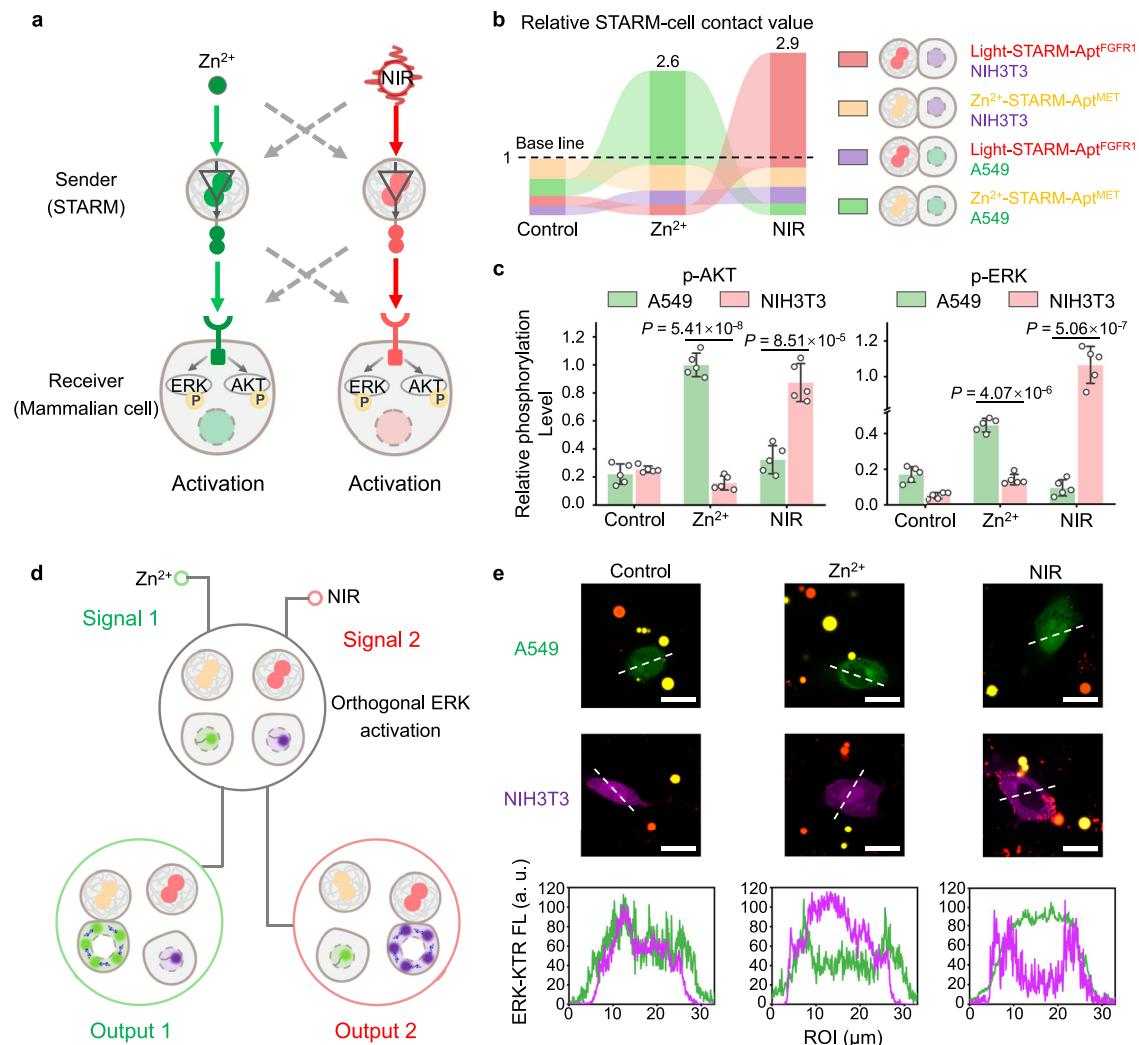 a
Zn²⁺
NIR
Sender
(STARM)
Receiver
(Mammalian cell)
ERK
AKT
P
P
ERK
AKT
P
P
Activation
Activation
b
Relative STARM-cell contact value
2.6
2.9
Base line
1
Control
Zn²⁺
NIR
Light-STARM-Aptᶠᴳᶠᴿ¹
NIH3T3
Zn²⁺-STARM-Aptᴹᴱᵀ
NIH3T3
Light-STARM-Aptᶠᴳᶠᴿ¹
A549
Zn²⁺-STARM-Aptᴹᴱᵀ
A549
c
p-AKT
A549
NIH3T3
P = 5.41×10⁻⁸
P = 8.51×10⁻⁵
Relative phosphorylation
Level
1.2
1.0
0.8
0.6
0.4
0.2
0.0
Control
Zn²⁺
NIR
p-ERK
A549
NIH3T3
P = 5.06×10⁻⁷
P = 4.07×10⁻⁶
1.2
0.8
0.6
0.4
0.2
0.0
Control
Zn²⁺
NIR
d
Zn²⁺
NIR
Signal 1
Signal 2
Orthogonal ERK
activation
Output 1
Output 2
e
Control
Zn²⁺
NIR
A549
NIH3T3
ERK-KTR FL (a. u.)
120
100
80
60
40
20
0
0 10 20 30
120
100
80
60
40
20
0
0 10 20 30
120
100
80
60
40
20
0
0 10 20 30
ROI (μm)